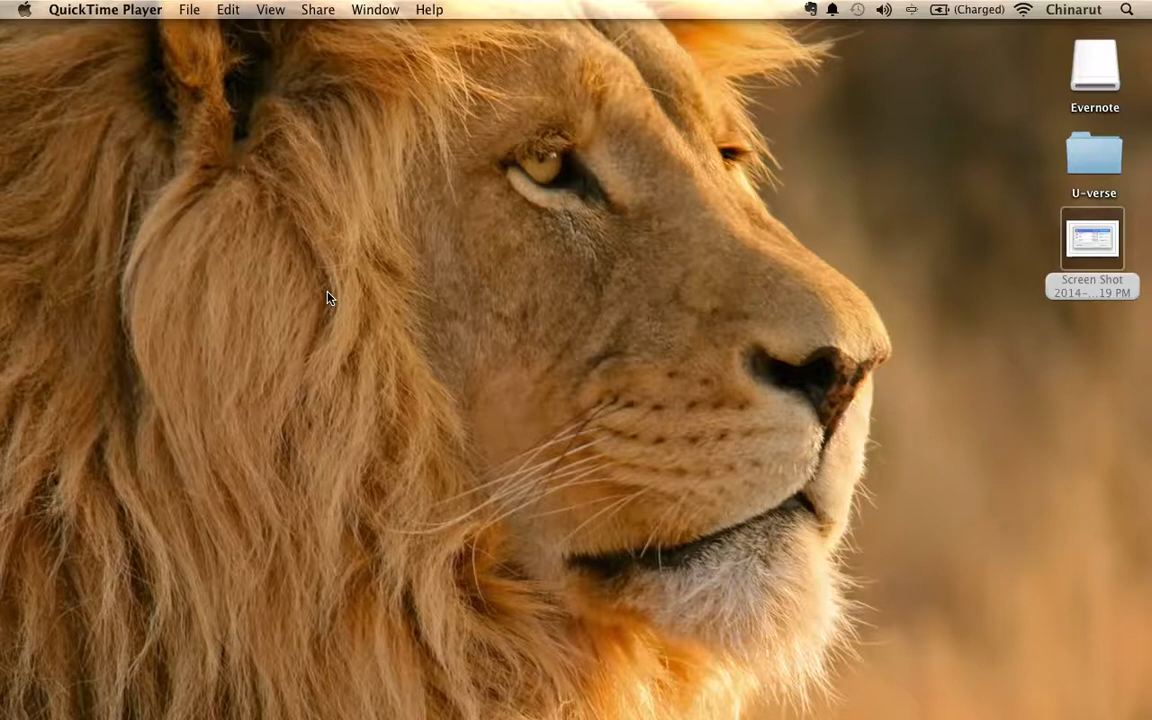 QuickTime Player File Edit View Share Window Help (Charged) Chinarut
Evernote
U-verse
Screen Shot
2014-...19 PM